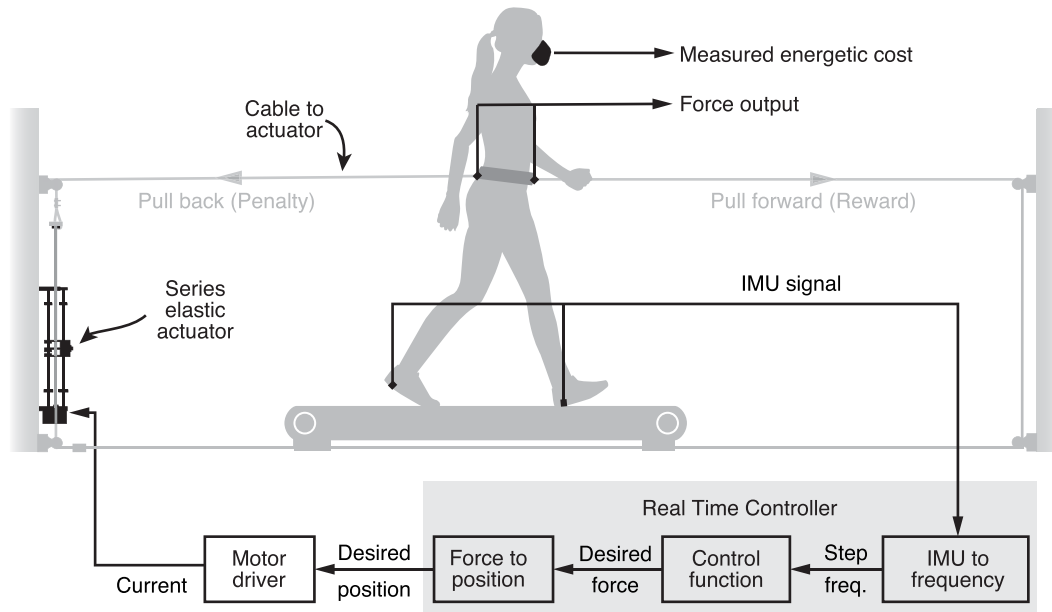 Measured energetic cost
Force output
Cable to
actuator
Pull back (Penalty)
Pull forward (Reward)
IMU signal
Series
elastic
actuator
Real Time Controller
Motor
driver
Desired
position
Force to
position
Desired
force
Control
function
Step
freq.
IMU to
frequency
Current